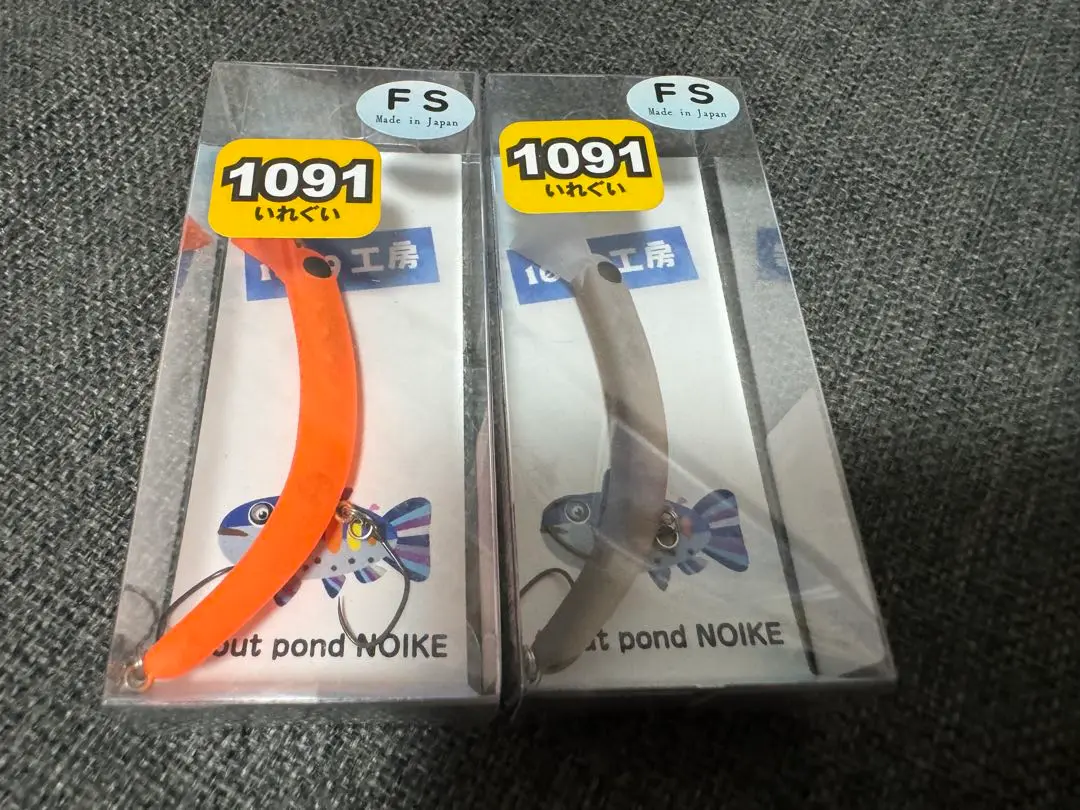 FS
Made in Japan
1091
いれぐい
工房
out pond NOIKE
FS
Made in Japan
1091
いれぐい
工房
ut pond NOIKE